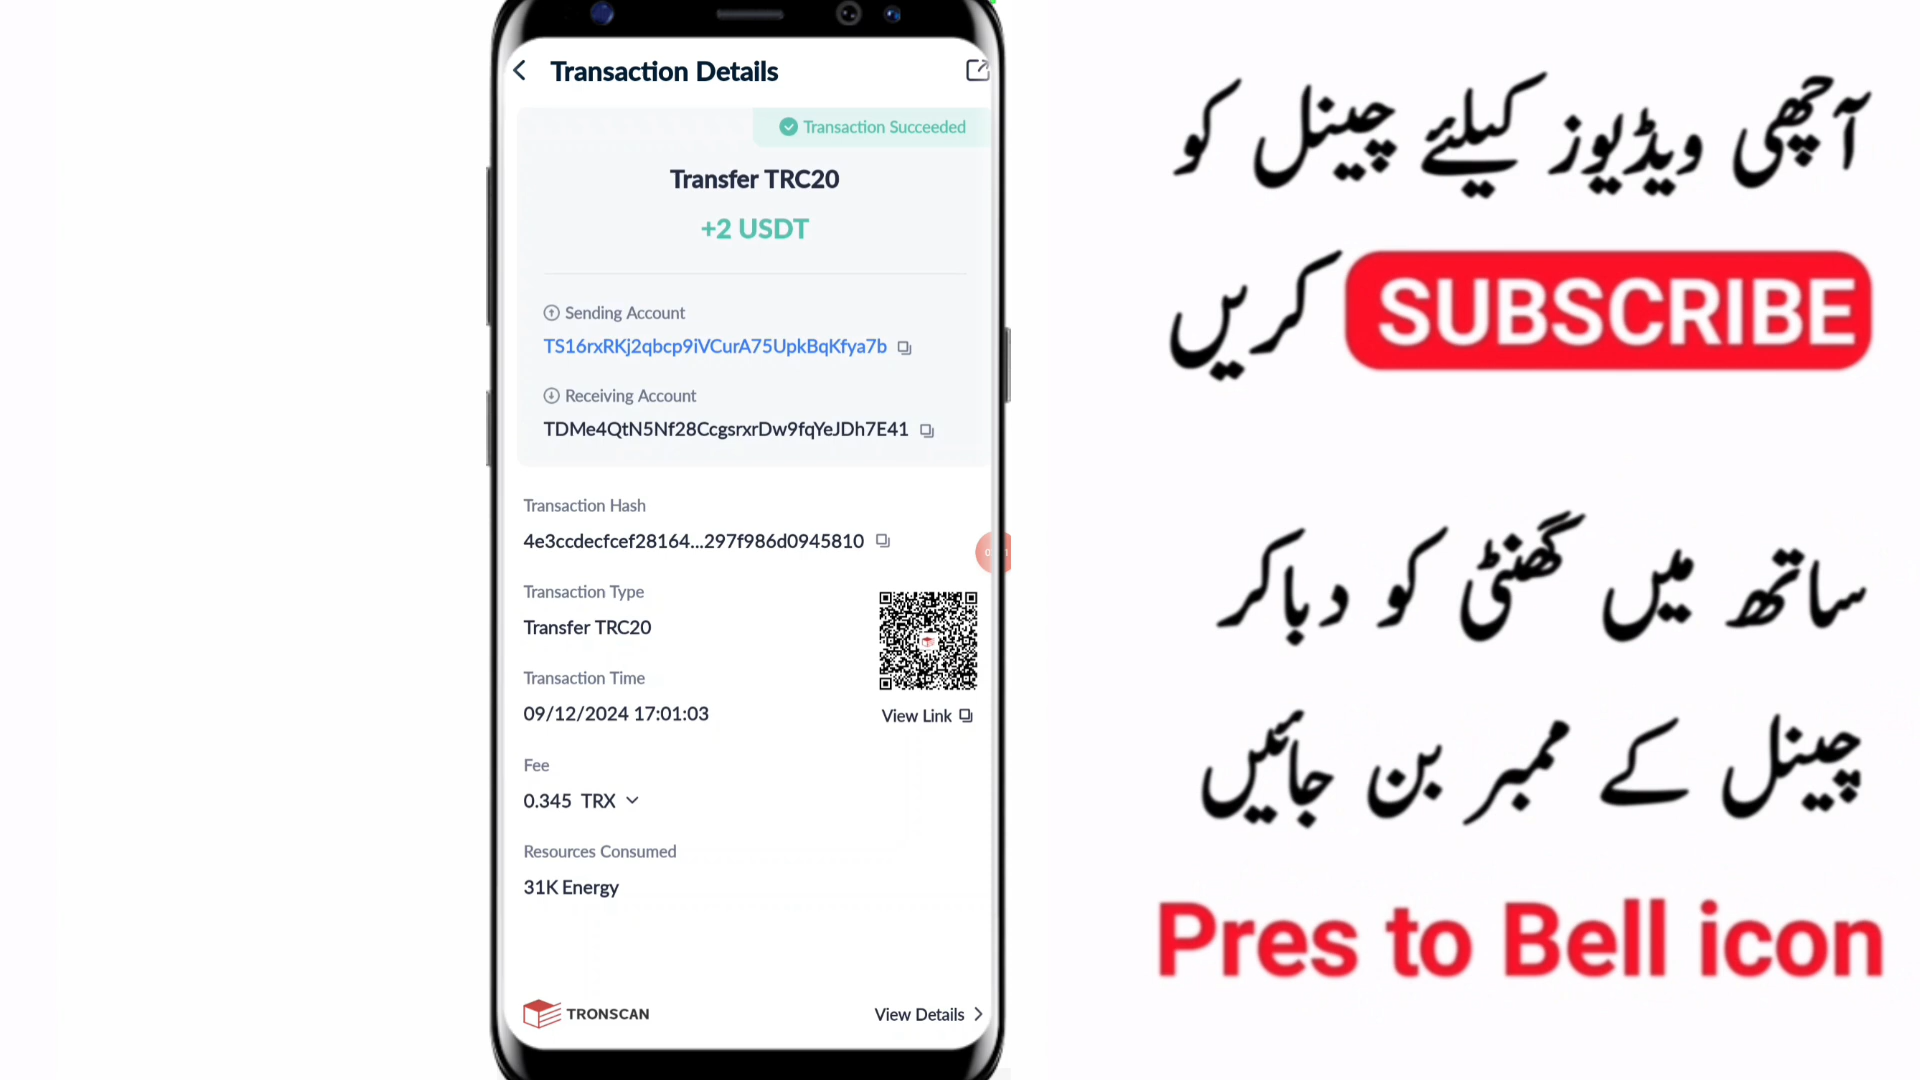 Transaction Details
Transaction Succeeded
Transfer TRC20
+2 USDT
Sending Account
TS16rxRKj2qbcp9iVCurA75UpkBqKfya7b
Receiving Account
TDMe4QtN5Nf28CcgsrxrDw9fqYeJDh7E41
Transaction Hash
4e3ccdecfcef28164...297f986d0945810
Transaction Type
Transfer TRC20
Transaction Time
09/12/2024 17:01:03
View Link
Fee
0.345 TRX
Resources Consumed
31K Energy
TRONSCAN
View Details
آچھی ویڈیوز کیلئے چینل کو
SUBSCRIBE کریں
ساتھ میں گھنٹی کو دباکر
چینل کے ممبر بن جائیں
Pres to Bell icon